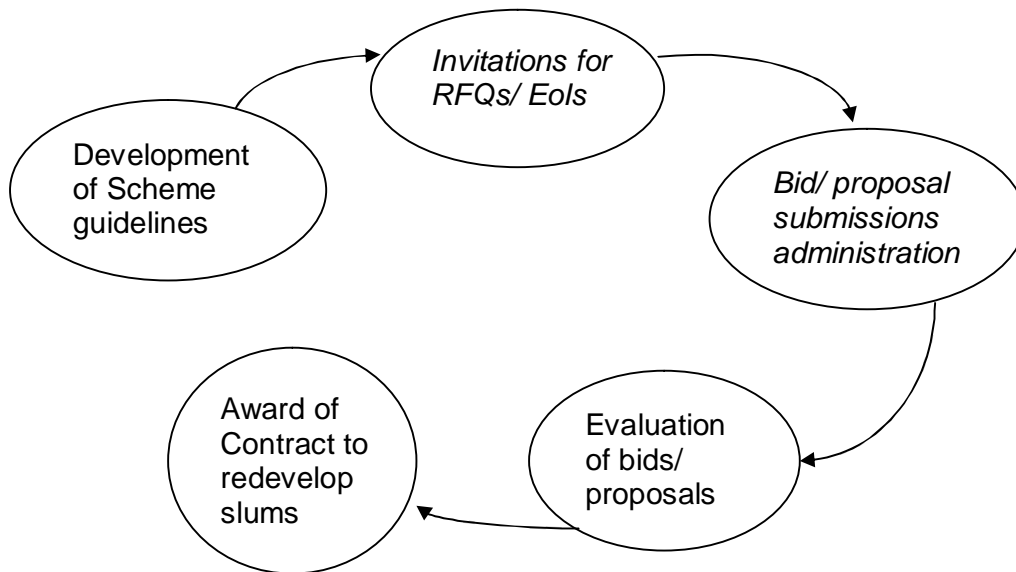 Development
of Scheme
guidelines
Invitations for
RFQs/ EoIs
Bid/ proposal
submissions
administration
Evaluation
of bids/
proposals
Award of
Contract to
redevelop
slums